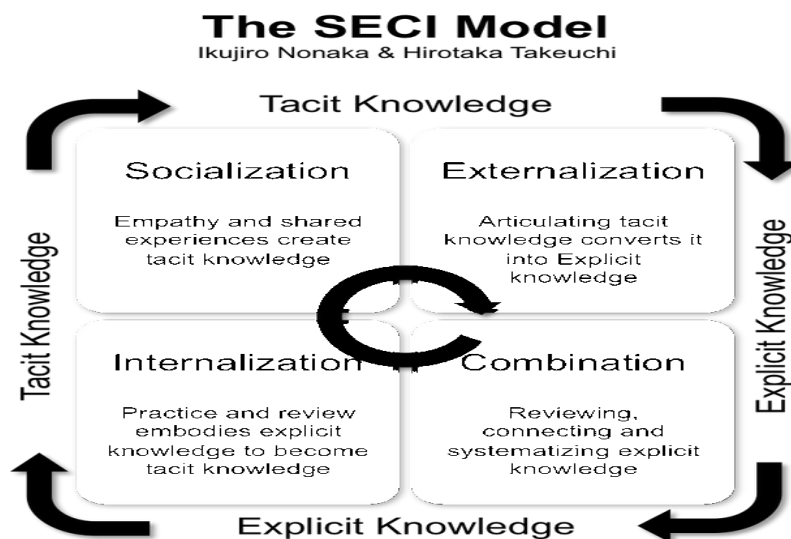 The SECI Model
Ikujiro Nonaka & Hirotaka Takeuchi
Tacit Knowledge
Socialization
Empathy and shared
experiences create
tacit knowledge
Externalization
Articulating tacit
knowledge converts it
into Explicit
knowledge
Tacit Knowledge
Explicit Knowledge
Internalization
Practice and review
embodies explicit
knowledge to become
tacit knowledge
Combination
Reviewing,
connecting and
systematizing explicit
knowledge
Explicit Knowledge